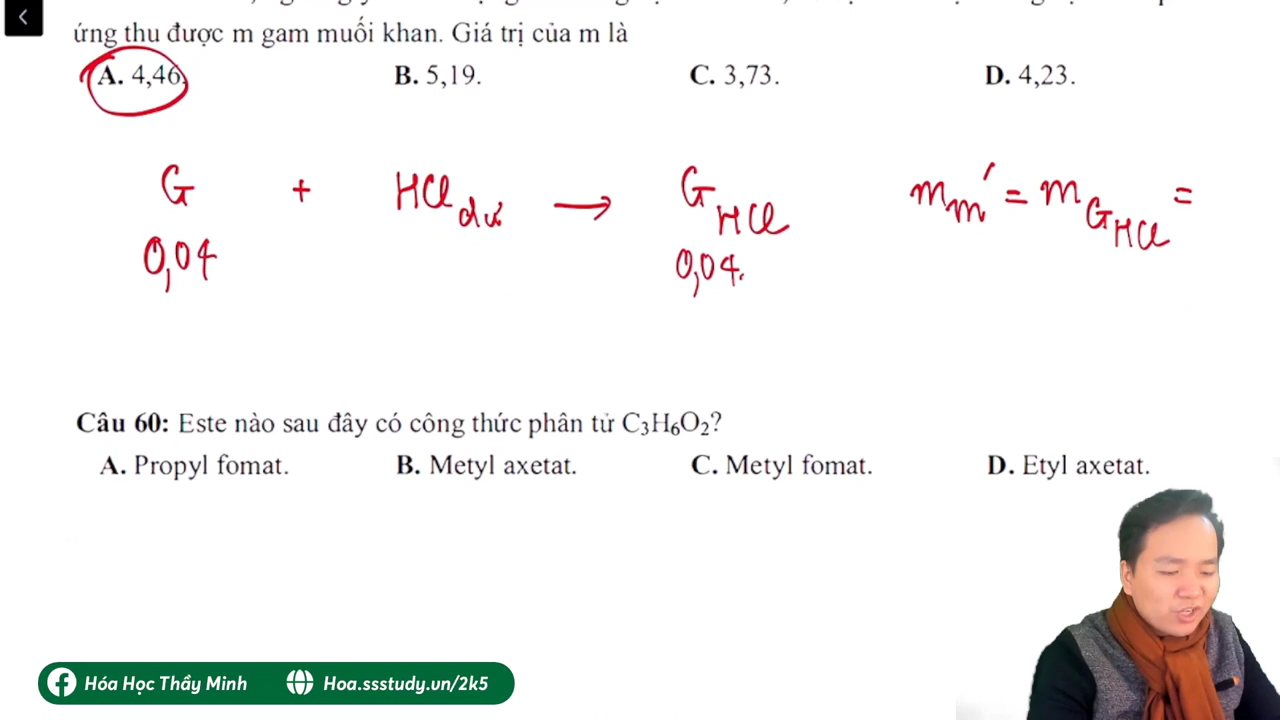 ứng thu được m gam muối khan. Giá trị của m là
A. 4,46. B. 5,19. C. 3,73. D. 4,23.
G + HCl dư → G HCl m m' = m G HCl =
0,04 0,04.
Câu 60: Este nào sau đây có công thức phân tử C₃H₆O₂?
A. Propyl fomat. B. Metyl axetat. C. Metyl fomat. D. Etyl axetat.
Hóa Học Thầy Minh Hoa.ssstudy.vn/2k5